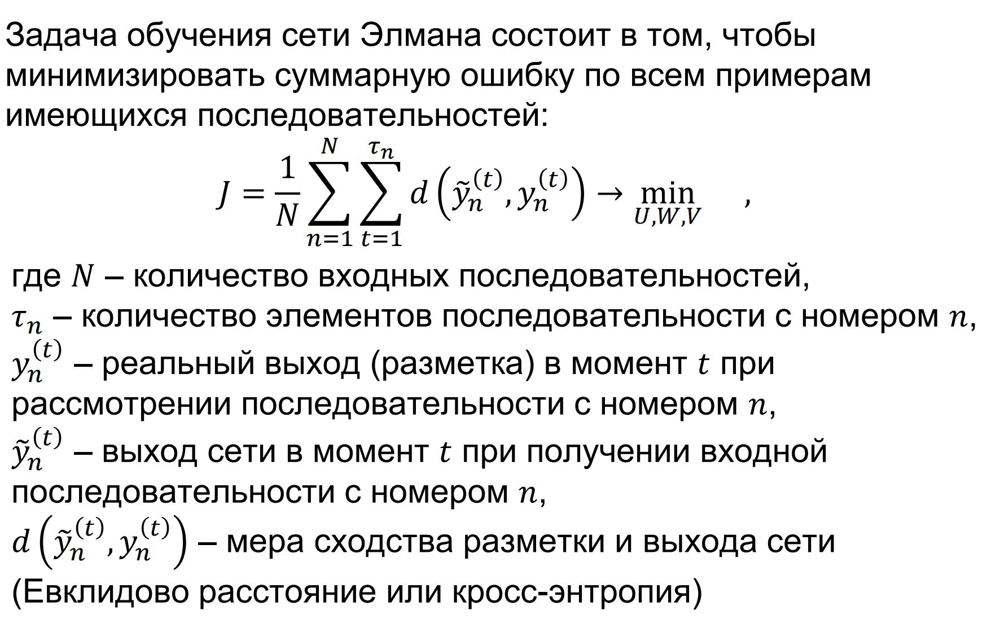 Задача обучения сети Элмана состоит в том, чтобы
минимизировать суммарную ошибку по всем примерам
имеющихся последовательностей:
J = \frac{1}{N} \sum_{n=1}^{N} \sum_{t=1}^{\tau_n} d\left(\tilde{y}_n^{(t)}, y_n^{(t)}\right) \to \min_{U,W,V} ,
где N – количество входных последовательностей,
τ_n – количество элементов последовательности с номером n,
y_n^{(t)} – реальный выход (разметка) в момент t при
рассмотрении последовательности с номером n,
\tilde{y}_n^{(t)} – выход сети в момент t при получении входной
последовательности с номером n,
d\left(\tilde{y}_n^{(t)}, y_n^{(t)}\right) – мера сходства разметки и выхода сети
(Евклидово расстояние или кросс-энтропия)